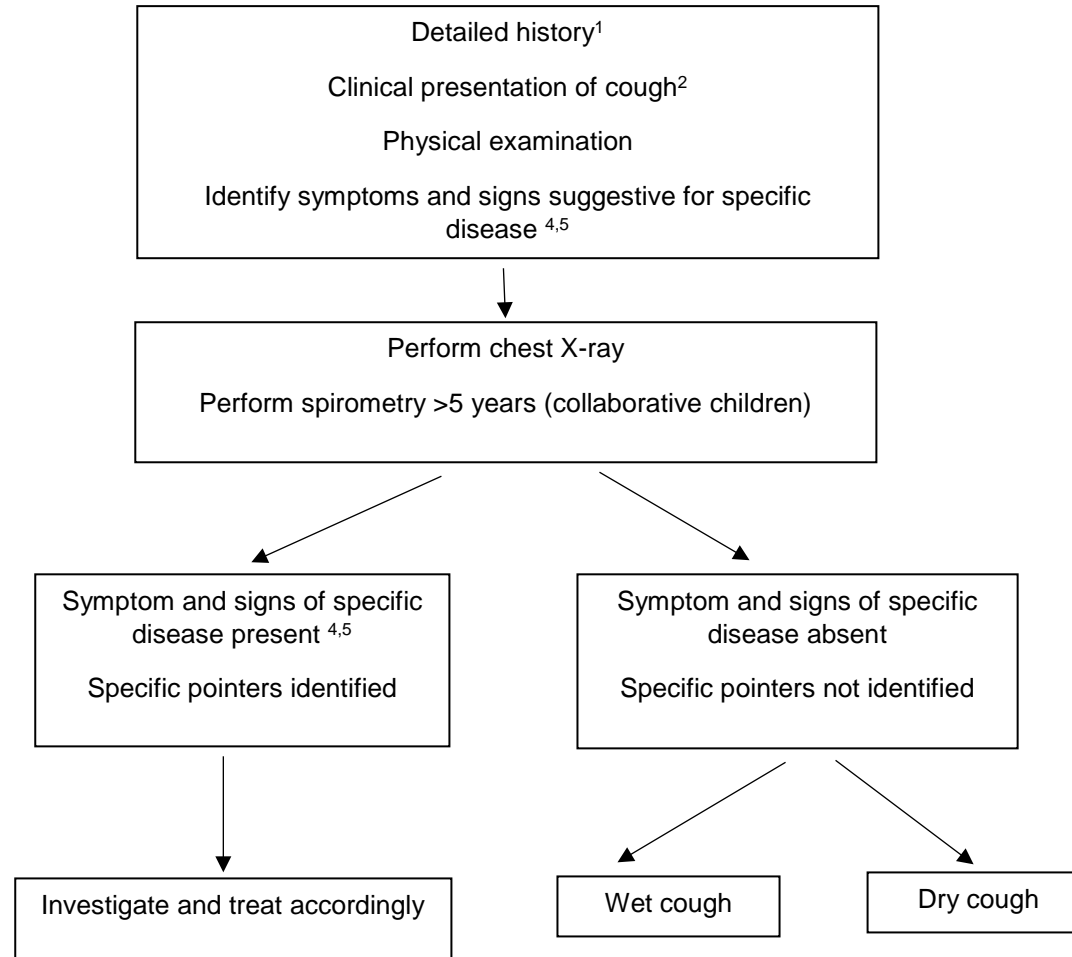 Detailed history¹
Clinical presentation of cough²
Physical examination
Identify symptoms and signs suggestive for specific
disease ⁴,⁵
Perform chest X-ray
Perform spirometry >5 years (collaborative children)
Symptom and signs of specific
disease present ⁴,⁵
Specific pointers identified
Symptom and signs of specific
disease absent
Specific pointers not identified
Investigate and treat accordingly
Wet cough
Dry cough